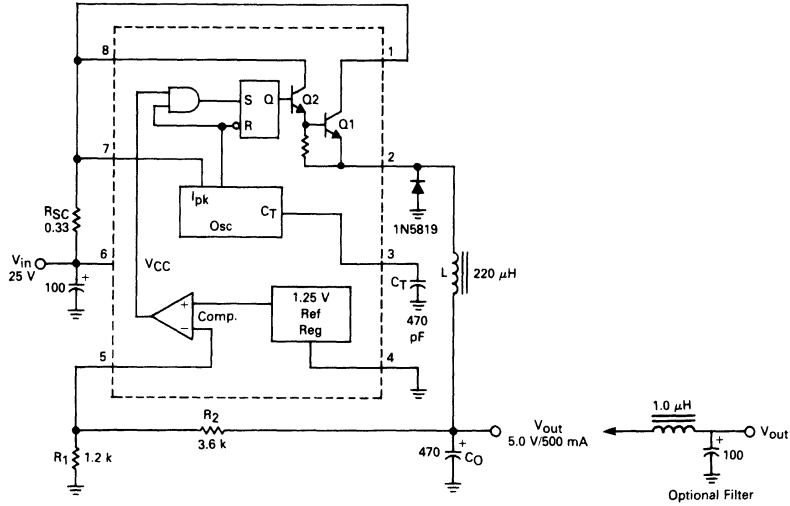 8
1
S Q
Q2
R
Q1
7
2
Ipk
CT
Osc
1N5819
RSC
0.33
Vin
25 V
6
3
VCC
L
220 μH
100
+
CT
470
pF
+
−
Comp.
1.25 V
Ref
Reg
5
4
R2
3.6 k
Vout
5.0 V/500 mA
1.0 μH
Vout
R1
1.2 k
470
+
CO
+
100
Optional Filter